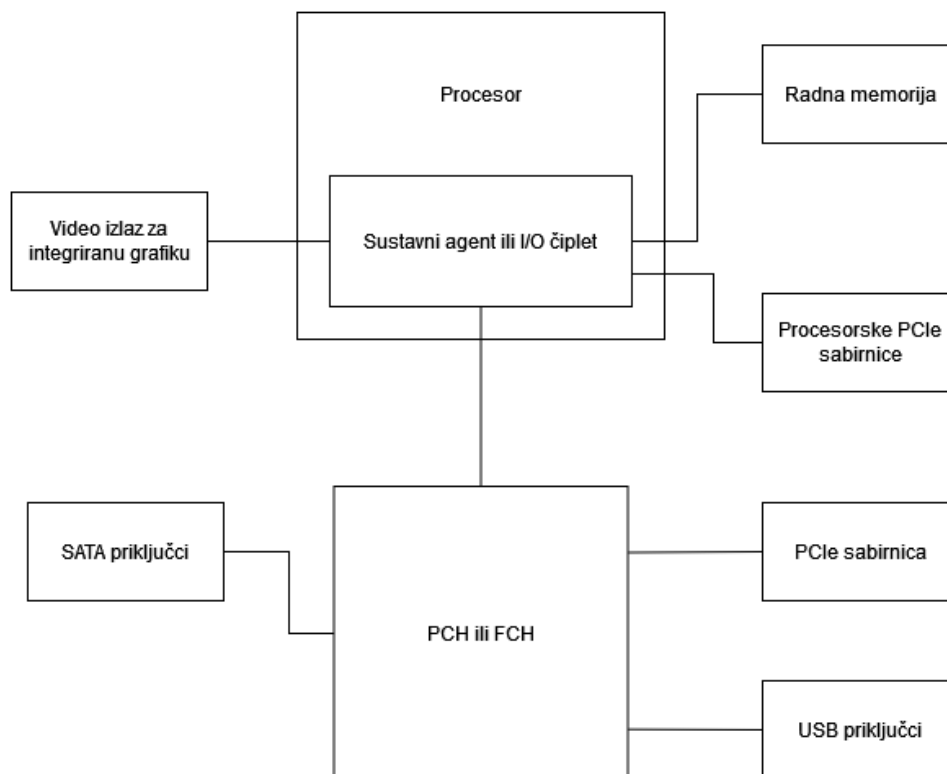 Procesor
Radna memorija
Video izlaz za
integriranu grafiku
Sustavni agent ili I/O čiplet
Procesorske PCIe
sabirnice
SATA priključci
PCH ili FCH
PCIe sabirnica
USB priključci